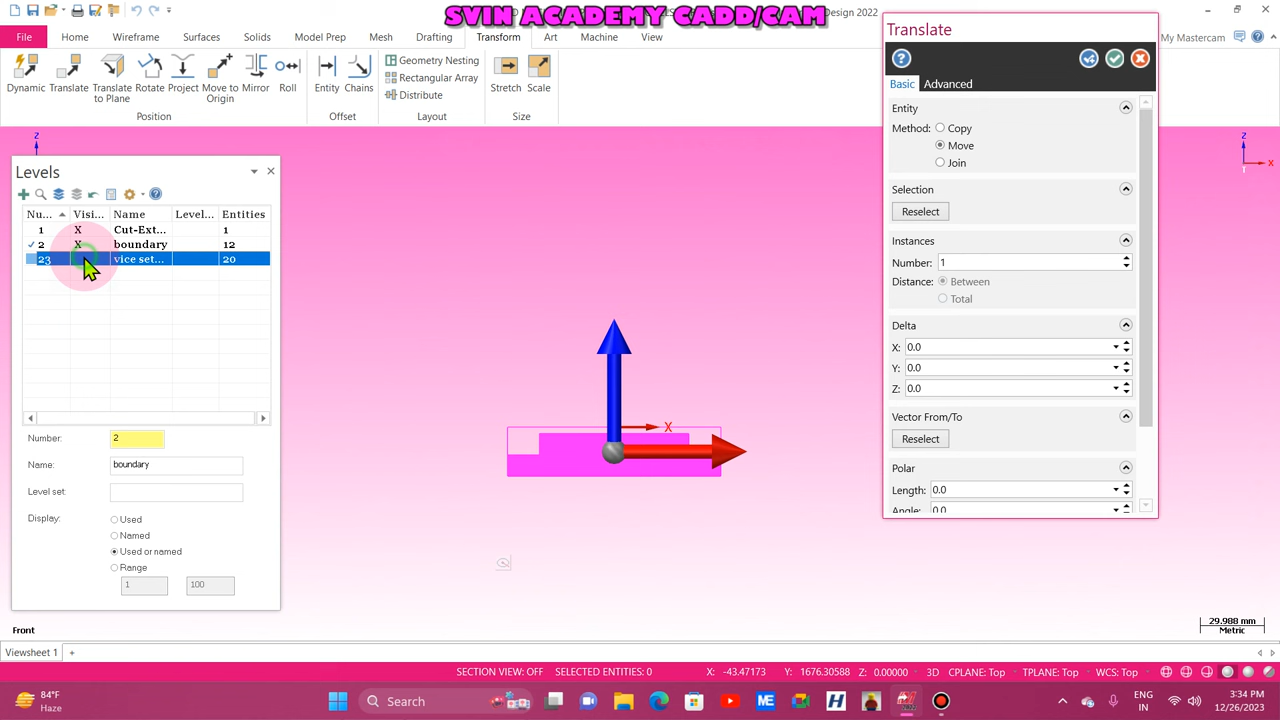 SVIN ACADEMY CADD/CAM
Design 2022
File
Home
Wireframe
Surfaces
Solids
Model Prep
Mesh
Drafting
Transform
Art
Machine
View
My Mastercam
Dynamic
Translate
Translate to Plane
Rotate
Project
Move to Origin
Mirror
Roll
Position
Entity
Chains
Offset
Geometry Nesting
Rectangular Array
Distribute
Layout
Stretch
Scale
Size
Levels
Nu...
Visi...
Name
Level...
Entities
1 X Cut-Ext... 1
2 X boundary 12
23 vice set... 20
Number: 2
Name: boundary
Level set:
Display:
Used
Named
Used or named
Range
1 100
Z
X
Z
X
T
Translate
Basic
Advanced
Entity
Method: Copy
Move
Join
Selection
Reselect
Instances
Number: 1
Distance: Between
Total
Delta
X: 0.0
Y: 0.0
Z: 0.0
Vector From/To
Reselect
Polar
Length: 0.0
Angle: 0.0
Front
29.988 mm
Metric
Viewsheet 1 +
SECTION VIEW: OFF SELECTED ENTITIES: 0 X: -43.47173 Y: 1676.30588 Z: 0.00000 3D CPLANE: Top TPLANE: Top WCS: Top
84°F
Haze
Search
ME
H
ENG
IN
3:34 PM
12/26/2023